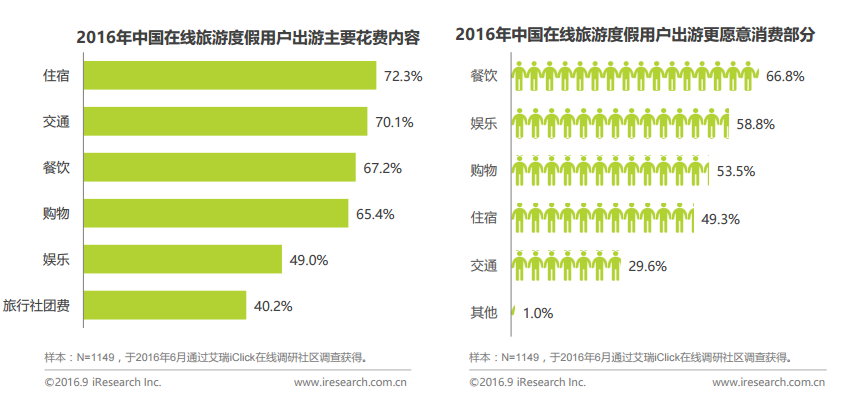 2016年中国在线旅游度假用户出游主要花费内容
住宿 72.3%
交通 70.1%
餐饮 67.2%
购物 65.4%
娱乐 49.0%
旅行社团费 40.2%
样本：N=1149，于2016年6月通过艾瑞iClick在线调研社区调查获得。
©2016.9 iResearch Inc. www.iresearch.com.cn
2016年中国在线旅游度假用户出游更愿意消费部分
餐饮 66.8%
娱乐 58.8%
购物 53.5%
住宿 49.3%
交通 29.6%
其他 1.0%
样本：N=1149，于2016年6月通过艾瑞iClick在线调研社区调查获得。
©2016.9 iResearch Inc. www.iresearch.com.cn